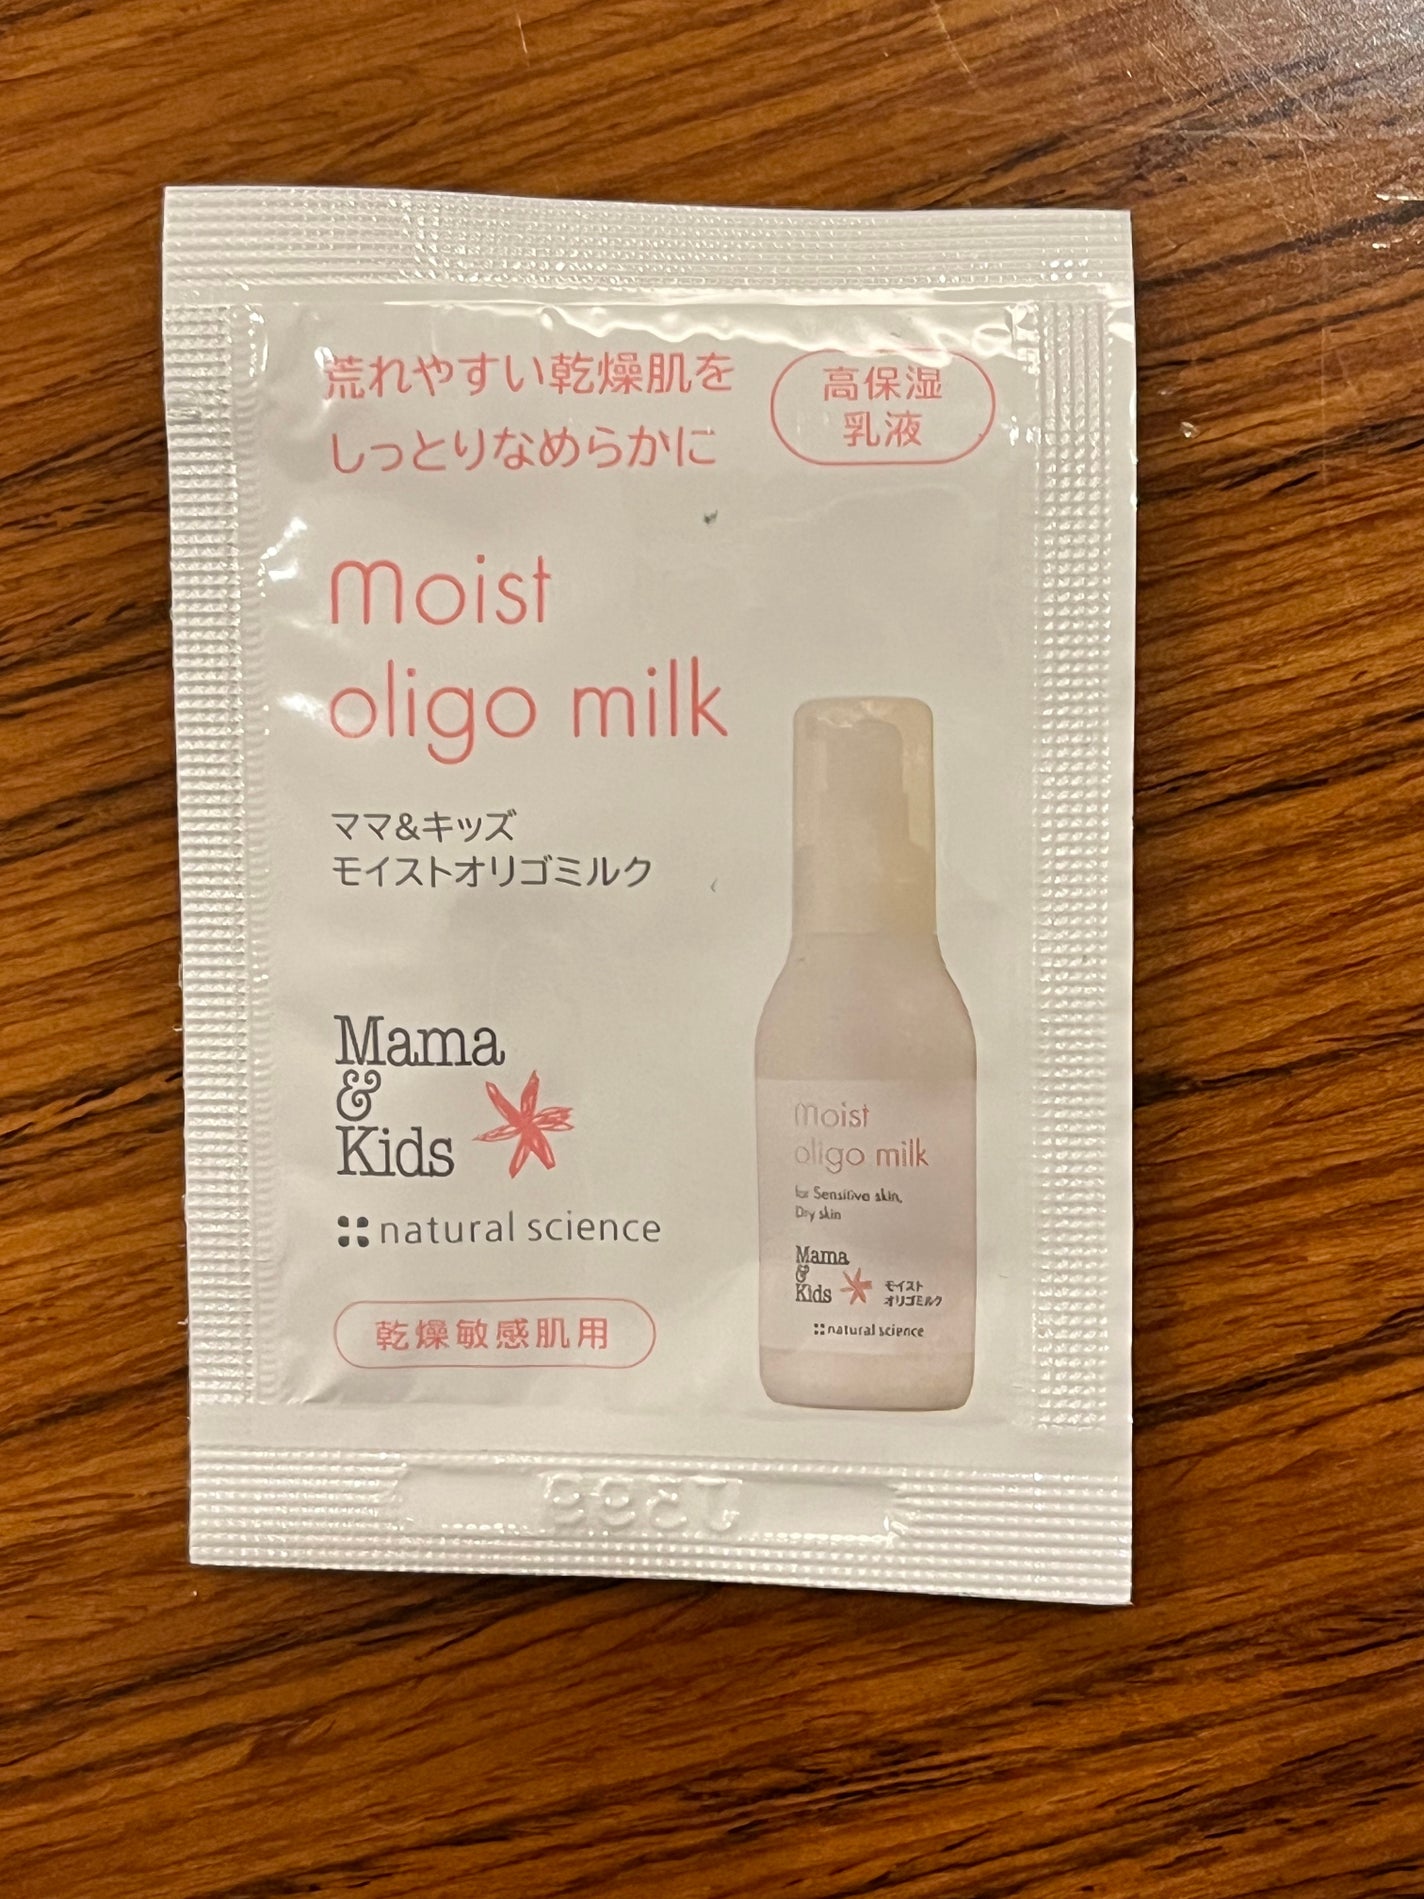 荒れやすい乾燥肌を
しっとりなめらかに
高保湿
乳液
moist
oligo milk
ママ&キッズ
モイストオリゴミルク
Mama
&
Kids
natural science
乾燥敏感肌用
moist
oligo milk
for Sensitive skin,
Dry skin
Mama
&
Kids
モイスト
オリゴミルク
natural science